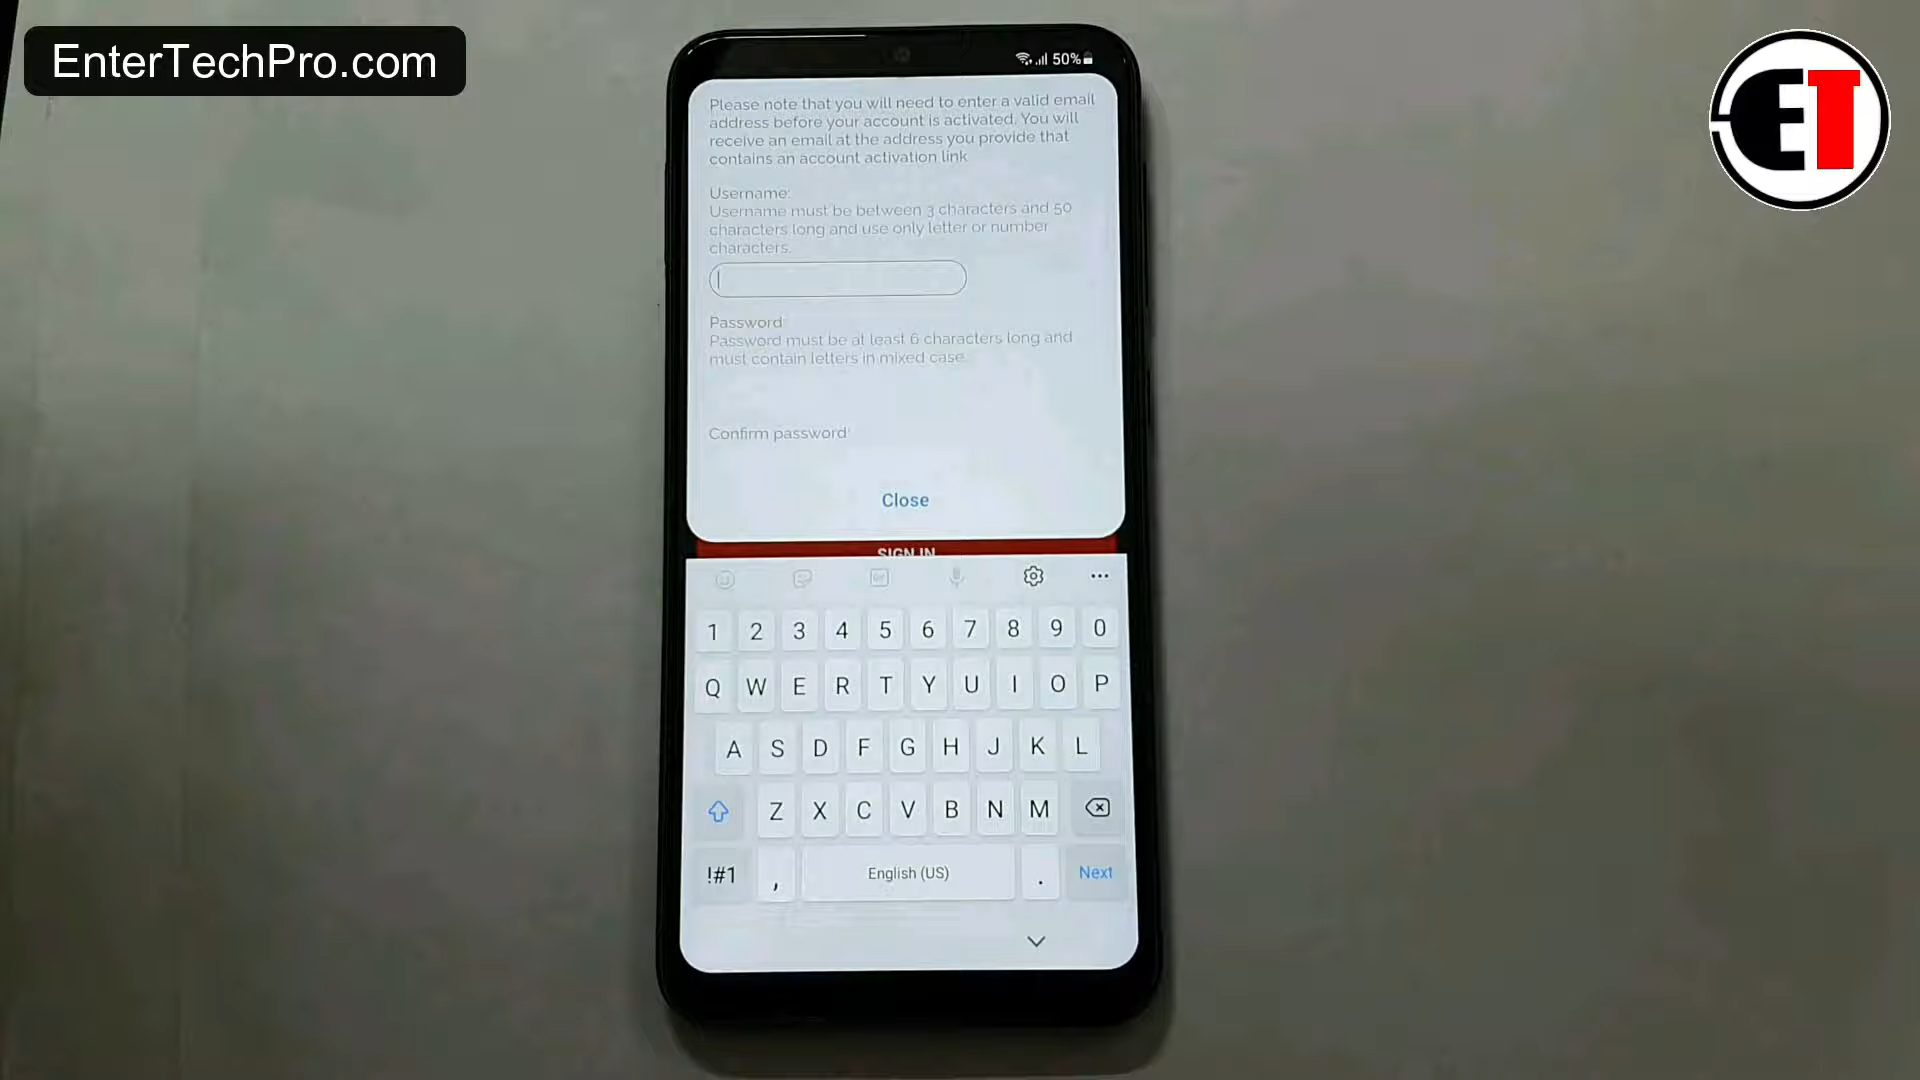 EnterTechPro.com
ET
50%
Please note that you will need to enter a valid email
address before your account is activated. You will
receive an email at the address you provide that
contains an account activation link
Username:
Username must be between 3 characters and 50
characters long and use only letter or number
characters.
Password
Password must be at least 6 characters long and
must contain letters in mixed case
Confirm password
Close
SIGN IN
1 2 3 4 5 6 7 8 9 0
Q W E R T Y U I O P
A S D F G H J K L
Z X C V B N M
!#1 , English (US) . Next